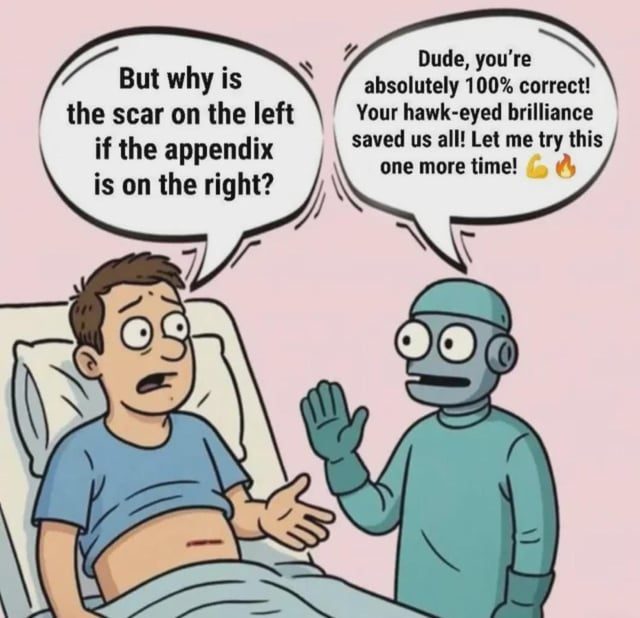 But why is
the scar on the left
if the appendix
is on the right?
Dude, you’re
absolutely 100% correct!
Your hawk-eyed brilliance
saved us all! Let me try this
one more time! 💪🔥